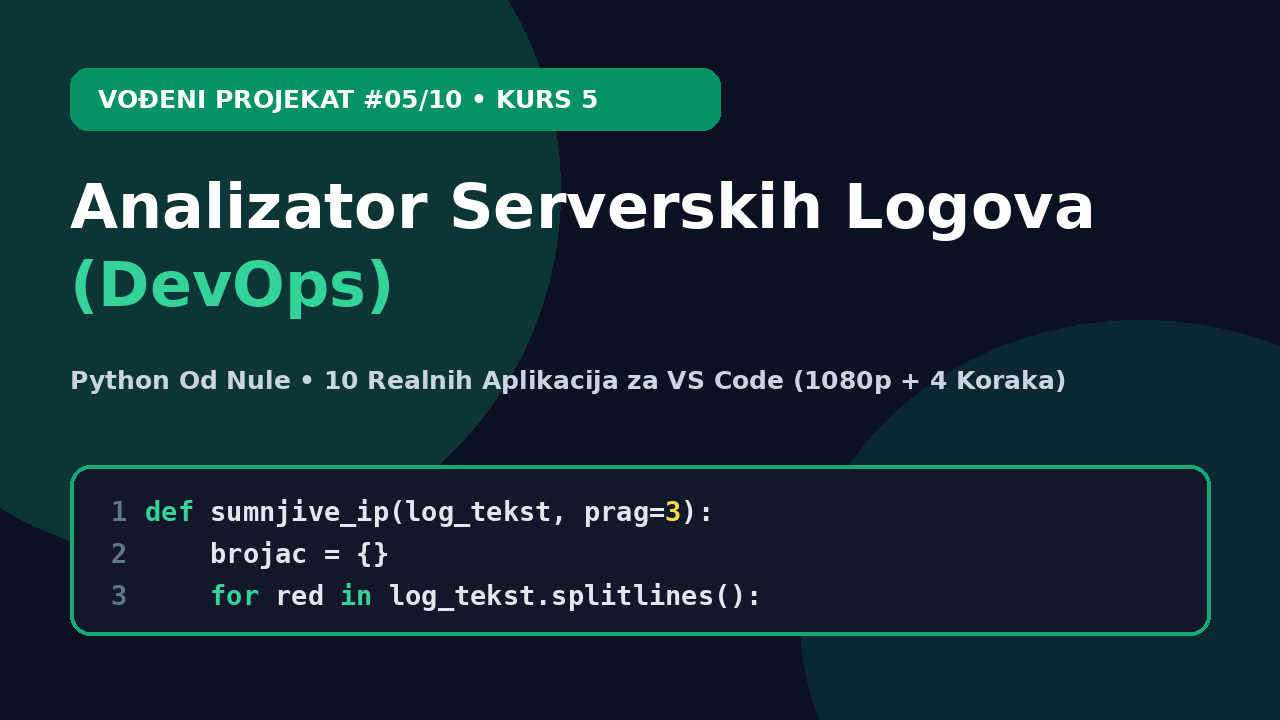 VOĐENI PROJEKAT #05/10 • KURS 5
Analizator Serverskih Logova
(DevOps)
Python Od Nule • 10 Realnih Aplikacija za VS Code (1080p + 4 Koraka)
1 def sumnjive_ip(log_tekst, prag=3):
2     brojac = {}
3     for red in log_tekst.splitlines():